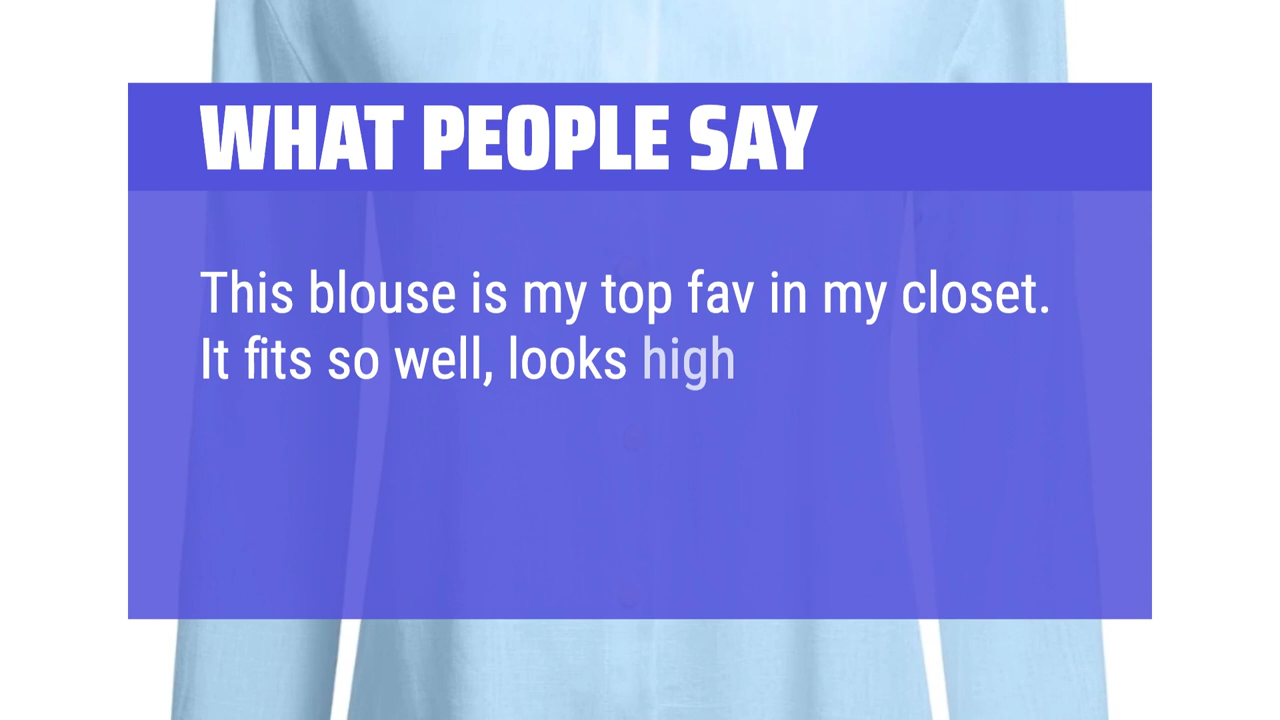 WHAT PEOPLE SAY
This blouse is my top fav in my closet.
It fits so well, looks high